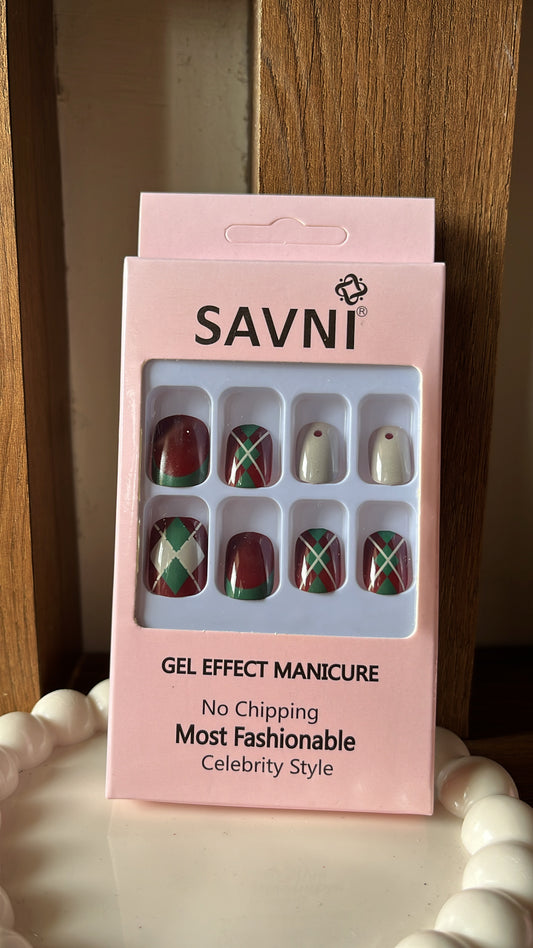 SAVNI®
GEL EFFECT MANICURE
No Chipping
Most Fashionable
Celebrity Style